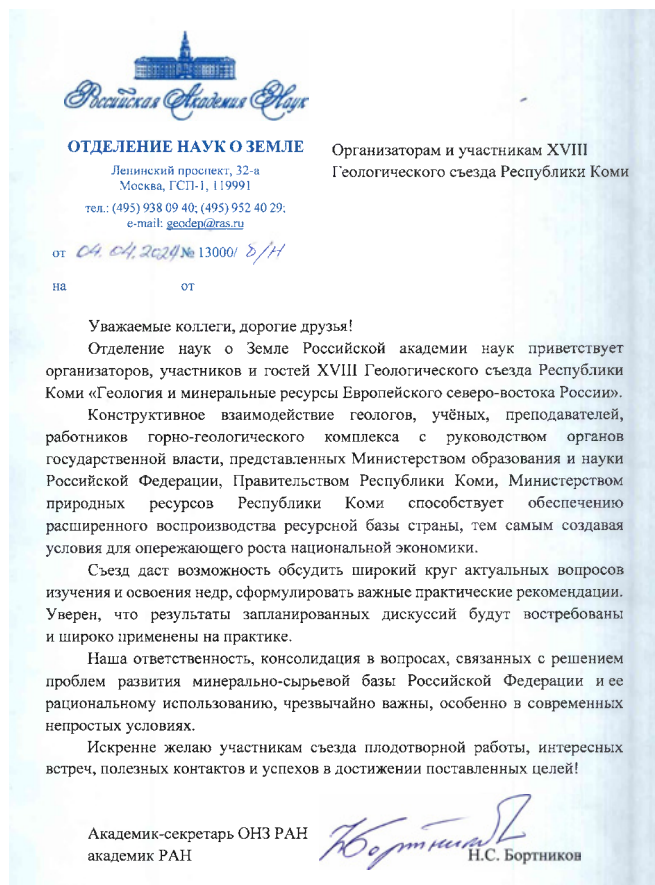 Российская Академия Наук
ОТДЕЛЕНИЕ НАУК О ЗЕМЛЕ
Ленинский проспект, 32-а
Москва, ГСП-1, 119991
тел.: (495) 938 09 40; (495) 952 40 29;
e-mail: geodep@ras.ru
от 04.04.2024 № 13000/ Б/Н
на от
Организаторам и участникам XVIII
Геологического съезда Республики Коми
Уважаемые коллеги, дорогие друзья!
Отделение наук о Земле Российской академии наук приветствует
организаторов, участников и гостей XVIII Геологического съезда Республики
Коми «Геология и минеральные ресурсы Европейского северо-востока России».
Конструктивное взаимодействие геологов, учёных, преподавателей,
работников горно-геологического комплекса с руководством органов
государственной власти, представленных Министерством образования и науки
Российской Федерации, Правительством Республики Коми, Министерством
природных ресурсов Республики Коми способствует обеспечению
расширенного воспроизводства ресурсной базы страны, тем самым создавая
условия для опережающего роста национальной экономики.
Съезд даст возможность обсудить широкий круг актуальных вопросов
изучения и освоения недр, сформулировать важные практические рекомендации.
Уверен, что результаты запланированных дискуссий будут востребованы
и широко применены на практике.
Наша ответственность, консолидация в вопросах, связанных с решением
проблем развития минерально-сырьевой базы Российской Федерации и ее
рациональному использованию, чрезвычайно важны, особенно в современных
непростых условиях.
Искренне желаю участникам съезда плодотворной работы, интересных
встреч, полезных контактов и успехов в достижении поставленных целей!
Академик-секретарь ОНЗ РАН
академик РАН
Бортников
Н.С. Бортников